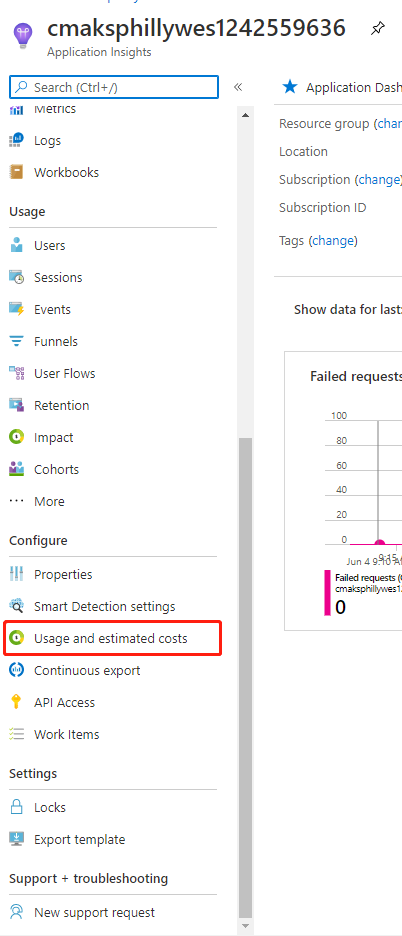 cmaksphillywes1242559636
Application Insights
Search (Ctrl+/)
«
Metrics
Logs
Workbooks
Usage
Users
Sessions
Events
Funnels
User Flows
Retention
Impact
Cohorts
More
Configure
Properties
Smart Detection settings
Usage and estimated costs
Continuous export
API Access
Work Items
Settings
Locks
Export template
Support + troubleshooting
New support request
Application Dash
Resource group (chan
Location
Subscription (change)
Subscription ID
Tags (change)
Show data for last:
Failed requests
100
80
60
40
20
0
Jun 4 9:10 A
9:15
Failed requests (C
cmaksphillywes1
0